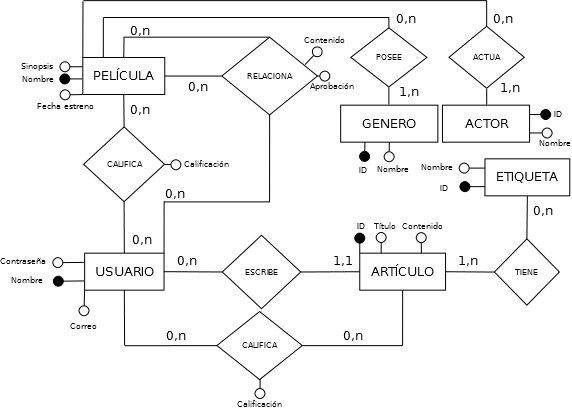 0,n
0,n
0,n
Contenido
Sinopsis
PELÍCULA
RELACIONA
POSEE
ACTUA
Nombre
0,n
Aprobación
1,n
1,n
Fecha estreno
0,n
GENERO
ACTOR
ID
Nombre
CALIFICA
Calificación
ID
Nombre
Nombre
ETIQUETA
ID
0,n
0,n
0,n
ID
Título
Contenido
Contraseña
USUARIO
0,n
ESCRIBE
1,1
ARTÍCULO
1,n
TIENE
Nombre
Correo
0,n
CALIFICA
0,n
Calificación